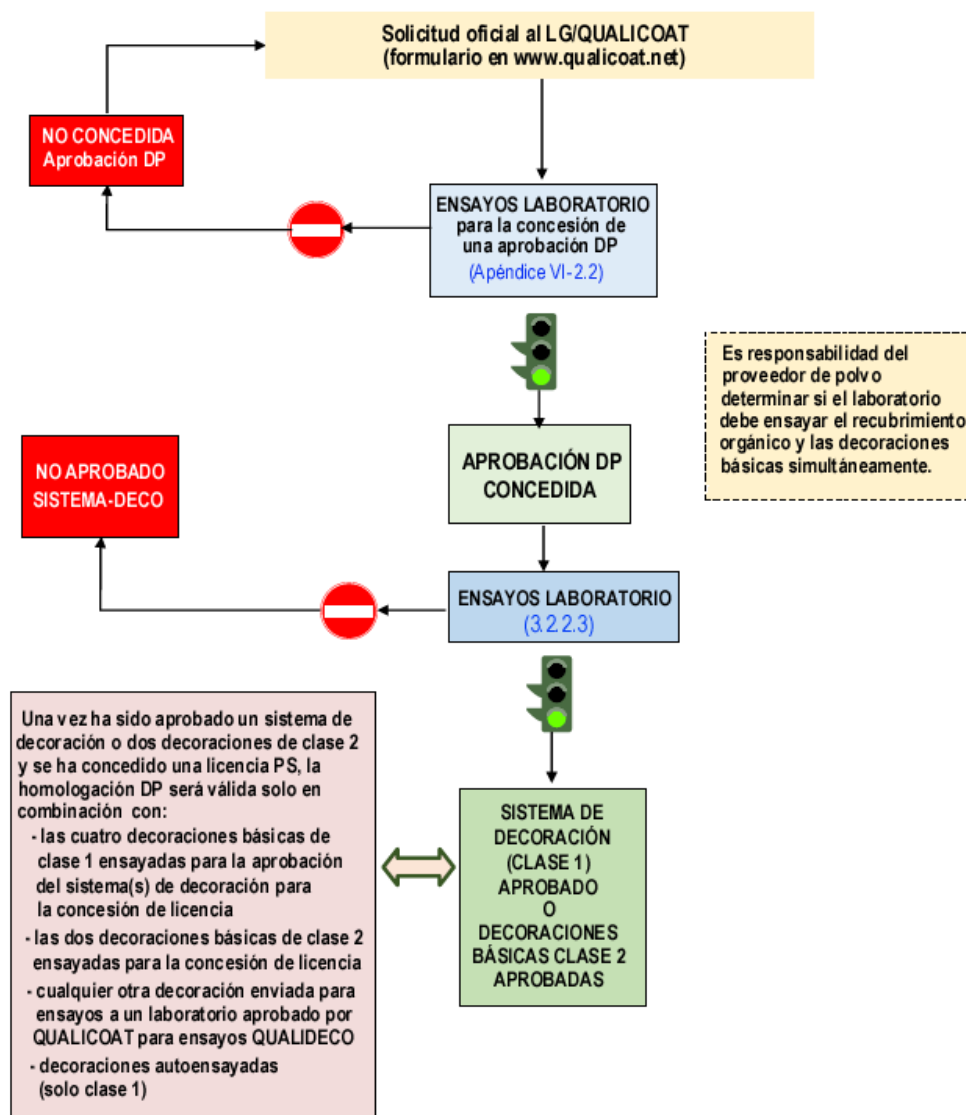 Solicitud oficial al LG/QUALICOAT
(formulario en www.qualicoat.net)
NO CONCEDIDA
Aprobación DP
ENSAYOS LABORATORIO
para la concesión de
una aprobación DP
(Apéndice VI-2.2)
Es responsabilidad del
proveedor de polvo
determinar si el laboratorio
debe ensayar el recubrimiento
orgánico y las decoraciones
básicas simultáneamente.
APROBACIÓN DP
CONCEDIDA
NO APROBADO
SISTEMA-DECO
ENSAYOS LABORATORIO
(3.2.2.3)
Una vez ha sido aprobado un sistema de
decoración o dos decoraciones de clase 2
y se ha concedido una licencia PS, la
homologación DP será válida solo en
combinación con:
- las cuatro decoraciones básicas de
clase 1 ensayadas para la aprobación
del sistema(s) de decoración para
la concesión de licencia
- las dos decoraciones básicas de clase 2
ensayadas para la concesión de licencia
- cualquier otra decoración enviada para
ensayos a un laboratorio aprobado por
QUALICOAT para ensayos QUALIDECO
- decoraciones autoensayadas
(solo clase 1)
SISTEMA DE
DECORACIÓN
(CLASE 1)
APROBADO
O
DECORACIONES
BÁSICAS CLASE 2
APROBADAS